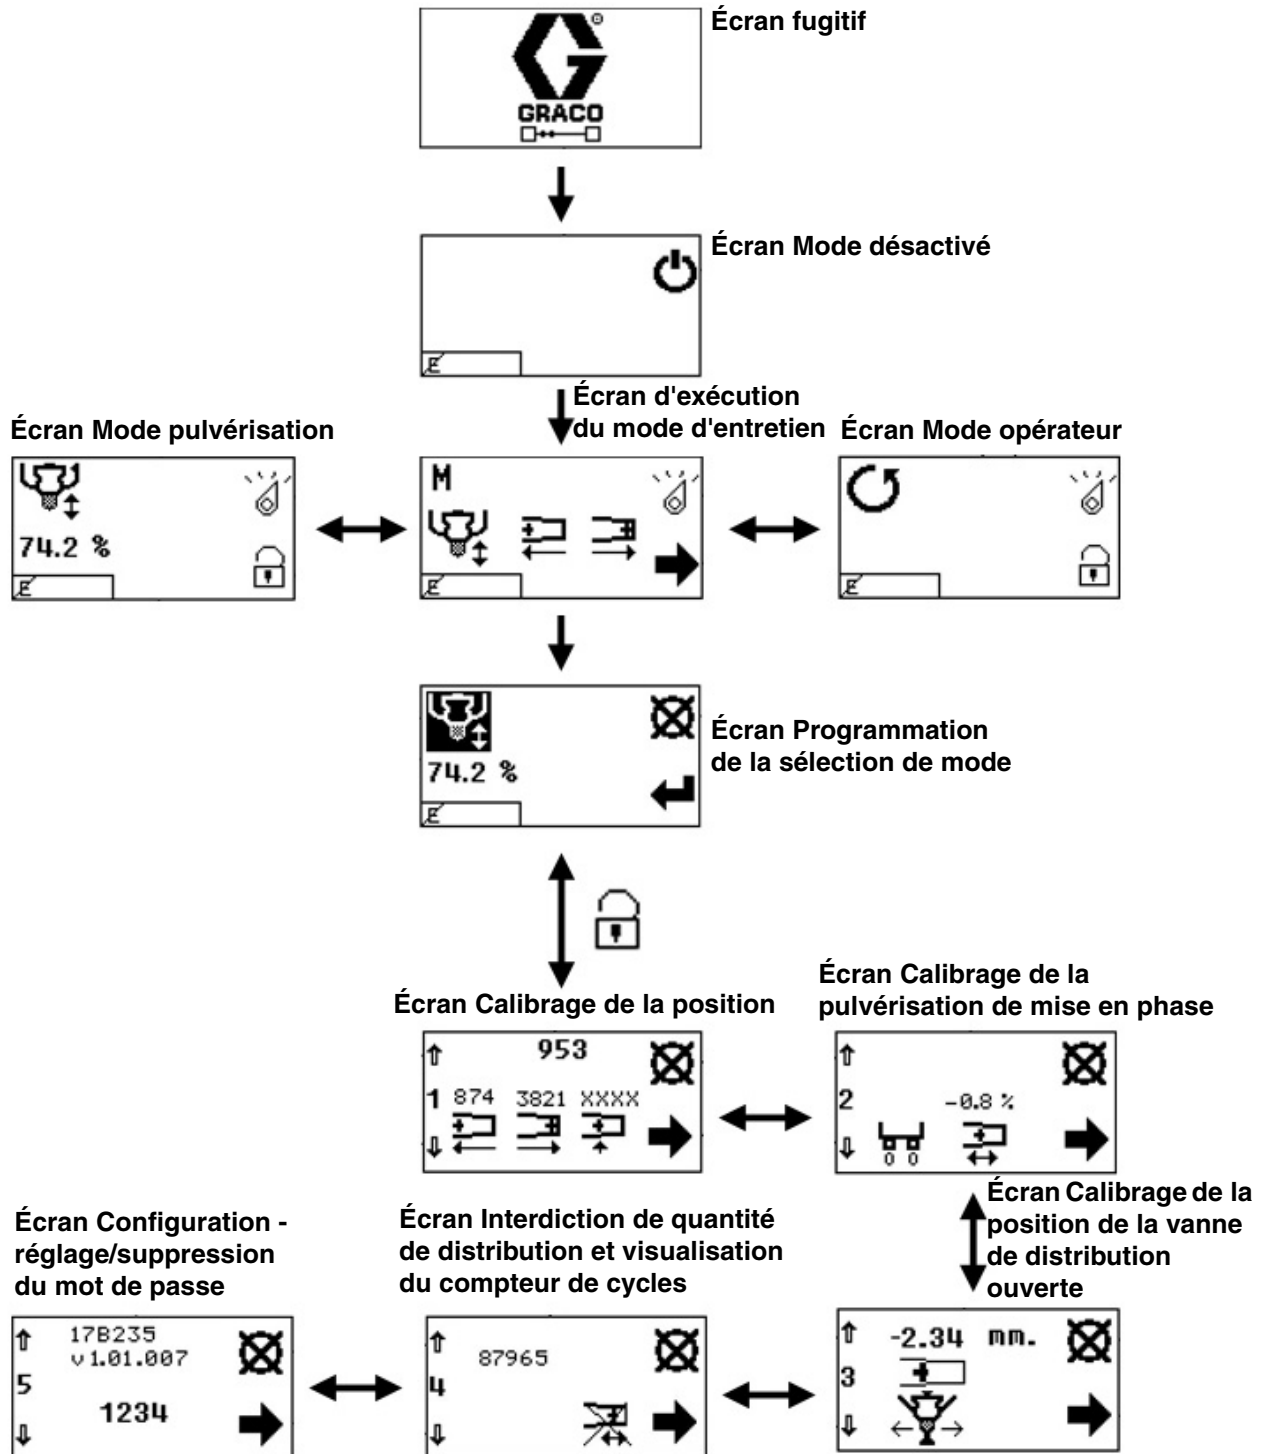 Écran fugitif
®
GRACO
Écran Mode désactivé
E
Écran d'exécution
du mode d'entretien
Écran Mode pulvérisation
Écran Mode opérateur
74.2 %
E
M
E
E
Écran Programmation
de la sélection de mode
74.2 %
E
Écran Calibrage de la position
Écran Calibrage de la
pulvérisation de mise en phase
953
1 874 3821 XXXX
2
-0.8 %
0 0
Écran Calibrage de la
position de la vanne
de distribution
ouverte
Écran Configuration -
réglage/suppression
du mot de passe
Écran Interdiction de quantité
de distribution et visualisation
du compteur de cycles
17B235
v1.01.007
5
1234
87965
4
-2.34 mm.
3